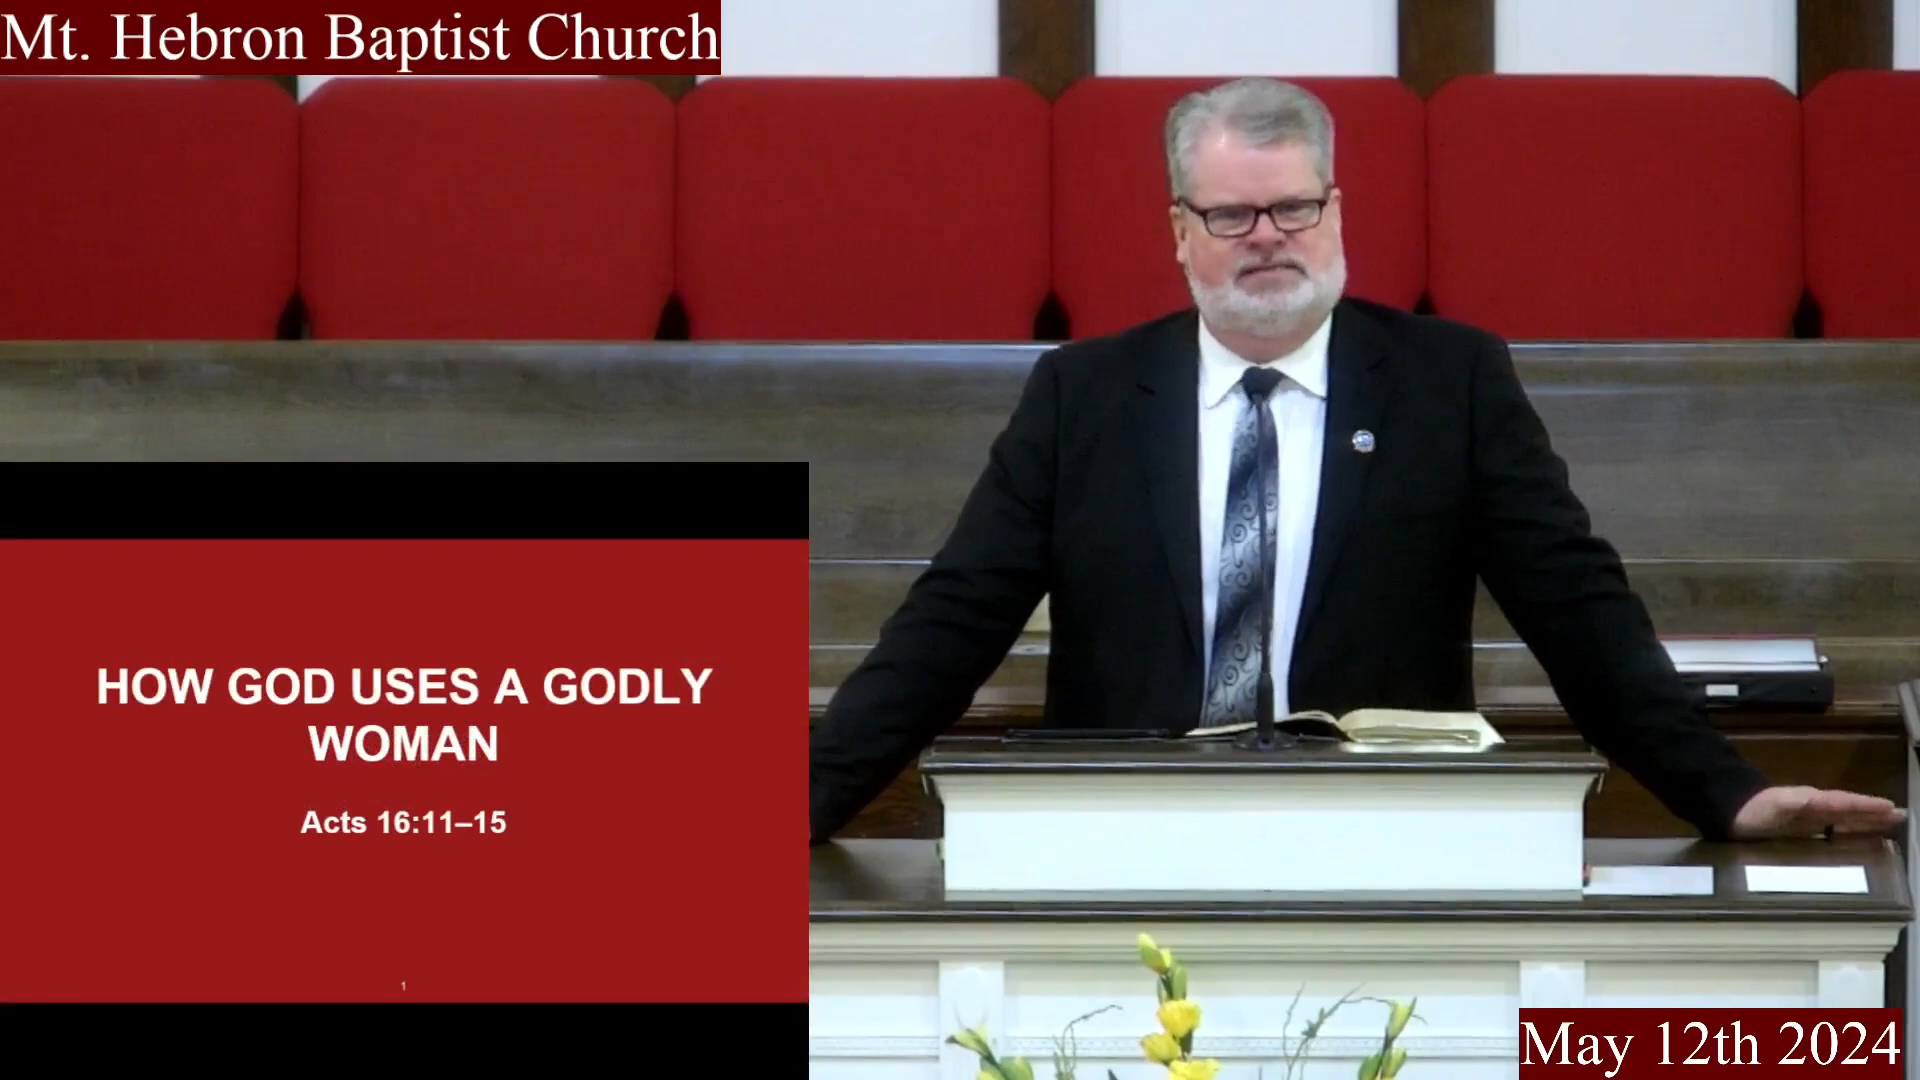 Mt. Hebron Baptist Church
HOW GOD USES A GODLY
WOMAN
Acts 16:11–15
1
May 12th 2024